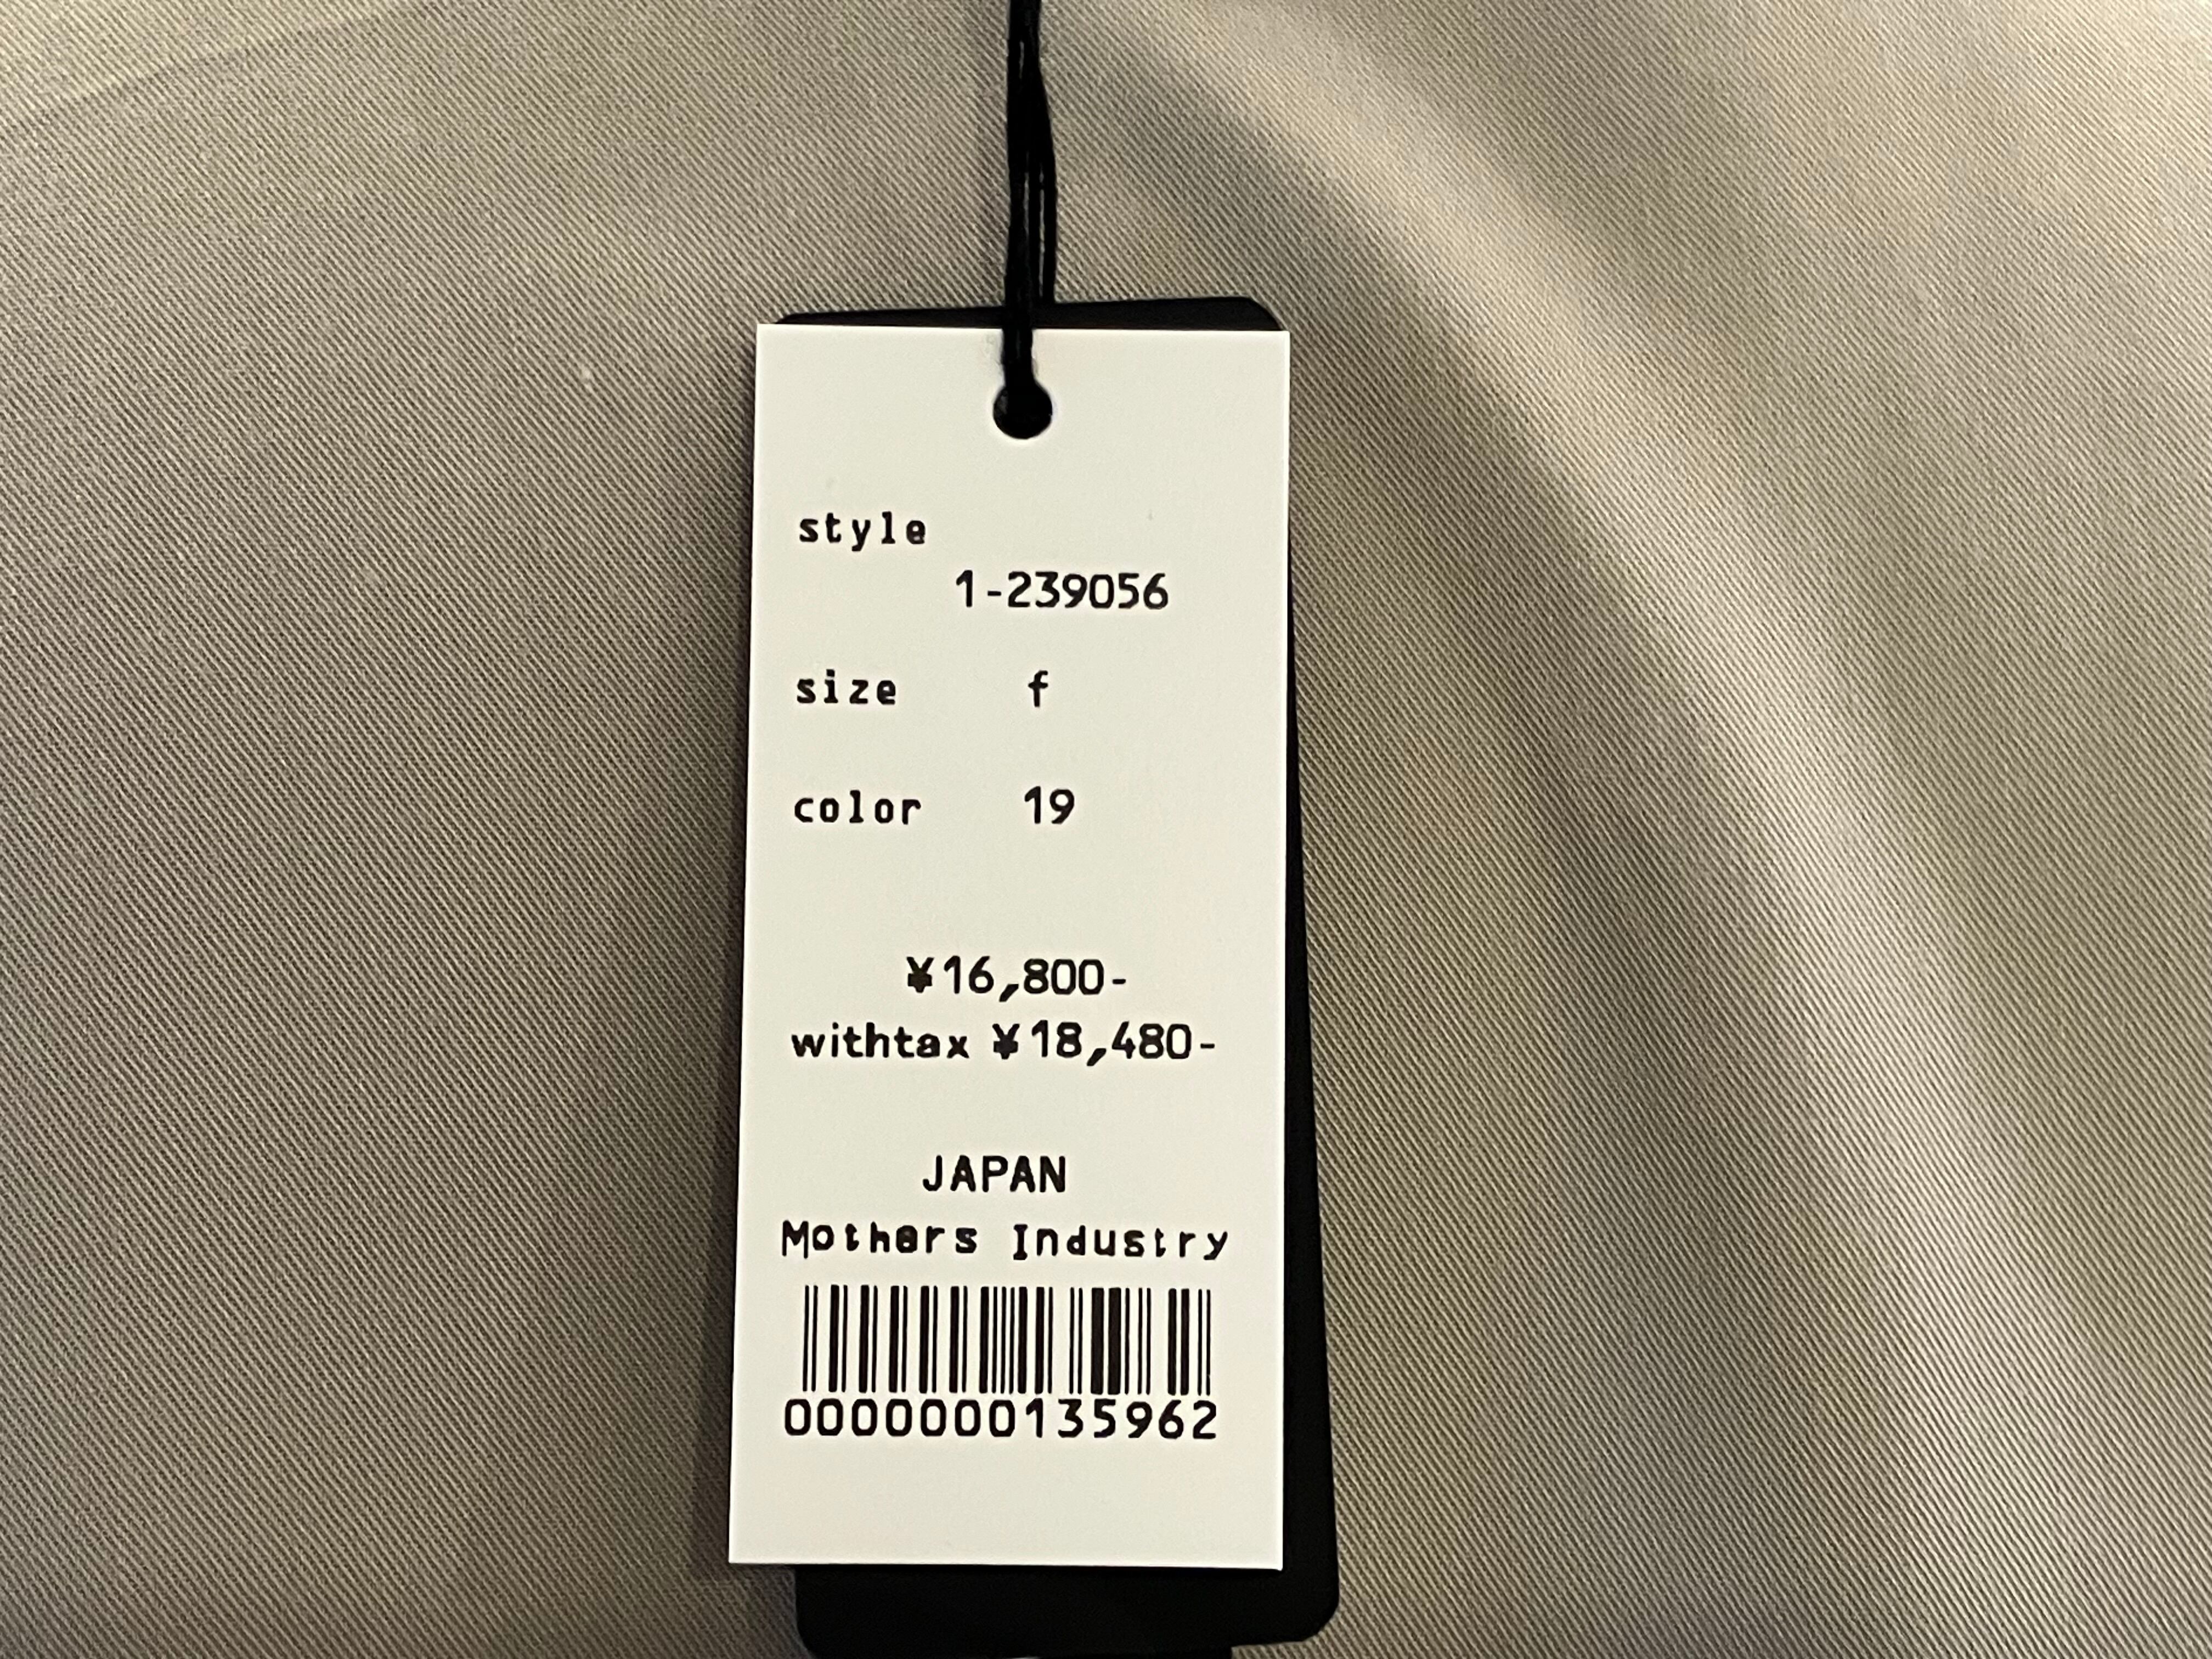 style
1-239056
size f
color 19
¥16,800-
withtax ¥18,480-
JAPAN
Mothers Industry
0000000135962